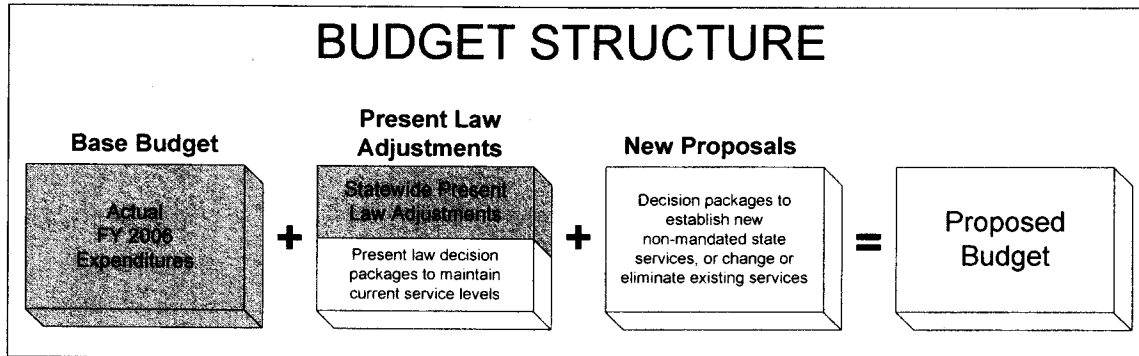 BUDGET STRUCTURE
Base Budget
Actual
FY 2006
Expenditures
+
Present Law
Adjustments
Statewide Present
Law Adjustments
Present law decision
packages to maintain
current service levels
+
New Proposals
Decision packages to
establish new
non-mandated state
services, or change or
eliminate existing services
=
Proposed
Budget